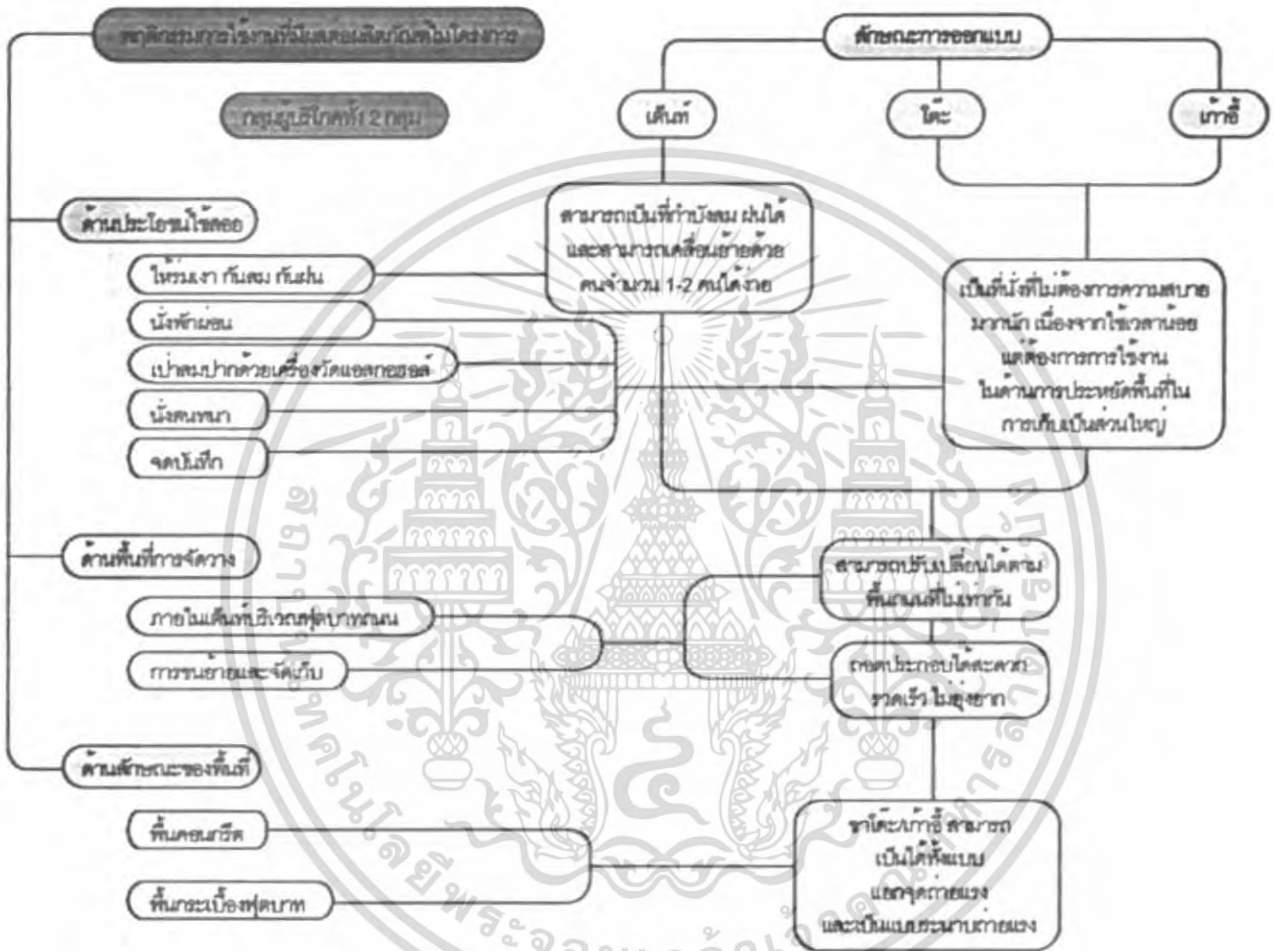 พฤติกรรมการใช้งานที่มีผลต่อผลิตภัณฑ์ในโครงการ
กลุ่มผู้บริโภคทั้ง 2 กลุ่ม
ด้านประโยชน์ใช้สอย
ให้ร่มเงา กันลม กันฝน
นั่งพักผ่อน
เป่าลมปากด้วยเครื่องวัดแอลกอฮอล์
นั่งสนทนา
จดบันทึก
ด้านพื้นที่การจัดวาง
ภายในเต็นท์บริเวณฟุตบาทถนน
การขนย้ายและจัดเก็บ
ด้านลักษณะของพื้นที่
พื้นคอนกรีต
พื้นกระเบื้องฟุตบาท
ลักษณะการออกแบบ
เต็นท์
โต๊ะ
เก้าอี้
สามารถเป็นที่กำบังลม ฝนได้
และสามารถเคลื่อนย้ายด้วย
คนจำนวน 1-2 คนได้ง่าย
เป็นที่นั่งที่ไม่ต้องการความสบาย
มากนัก เนื่องจากใช้เวลาน้อย
แต่ต้องการการใช้งาน
ในด้านการประหยัดพื้นที่ใน
การเก็บเป็นส่วนใหญ่
สามารถปรับเปลี่ยนได้ตาม
พื้นถนนที่ไม่เท่ากัน
ถอดประกอบได้สะดวก
รวดเร็ว ไม่ยุ่งยาก
ขาโต๊ะ/เก้าอี้ สามารถ
เป็นได้ทั้งแบบ
แยกจุดถ่ายแรง
และเป็นแบบระนาบถ่ายแรง